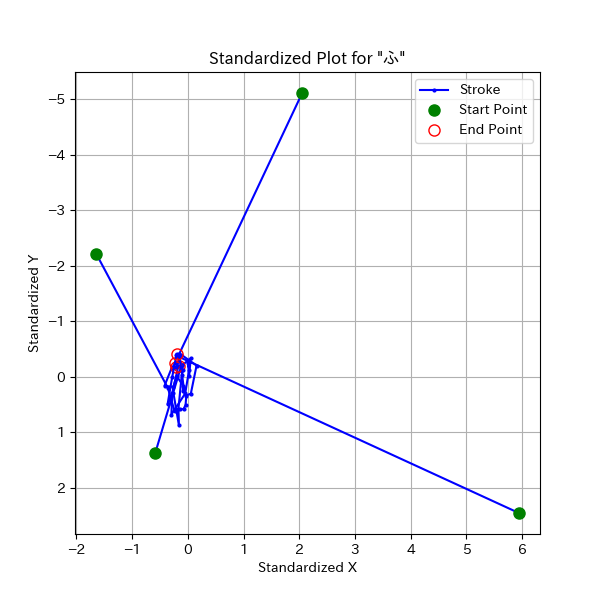 Standardized Plot for "ふ"
Stroke
Start Point
End Point
Standardized Y
−5
−4
−3
−2
−1
0
1
2
−2 −1 0 1 2 3 4 5 6
Standardized X